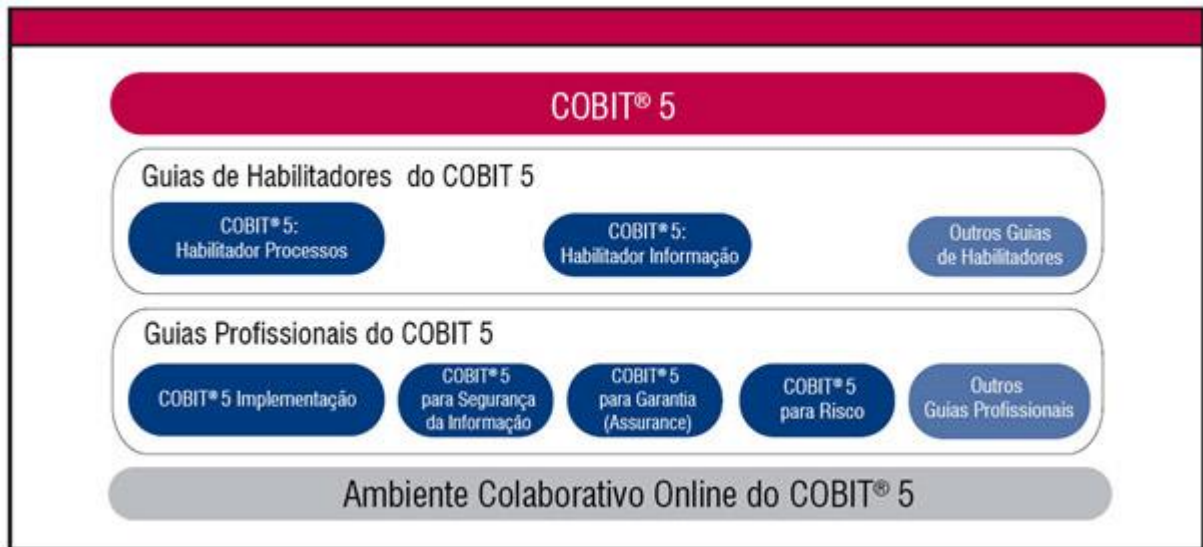 COBIT® 5
Guias de Habilitadores do COBIT 5
COBIT® 5:
Habilitador Processos
COBIT® 5:
Habilitador Informação
Outros Guias
de Habilitadores
Guias Profissionais do COBIT 5
COBIT® 5 Implementação
COBIT® 5
para Segurança
da Informação
COBIT® 5
para Garantia
(Assurance)
COBIT® 5
para Risco
Outros
Guias Profissionais
Ambiente Colaborativo Online do COBIT® 5